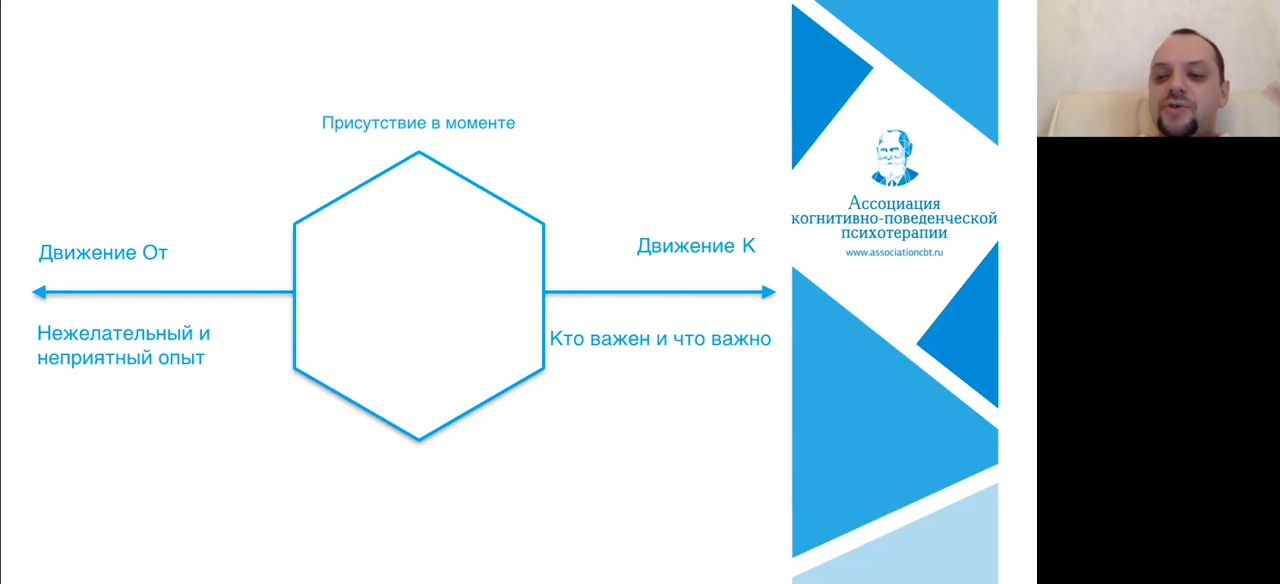 Присутствие в моменте
Движение От
Движение К
Нежелательный и
неприятный опыт
Кто важен и что важно
Ассоциация
когнитивно-поведенческой
психотерапии
www.associationcbt.ru